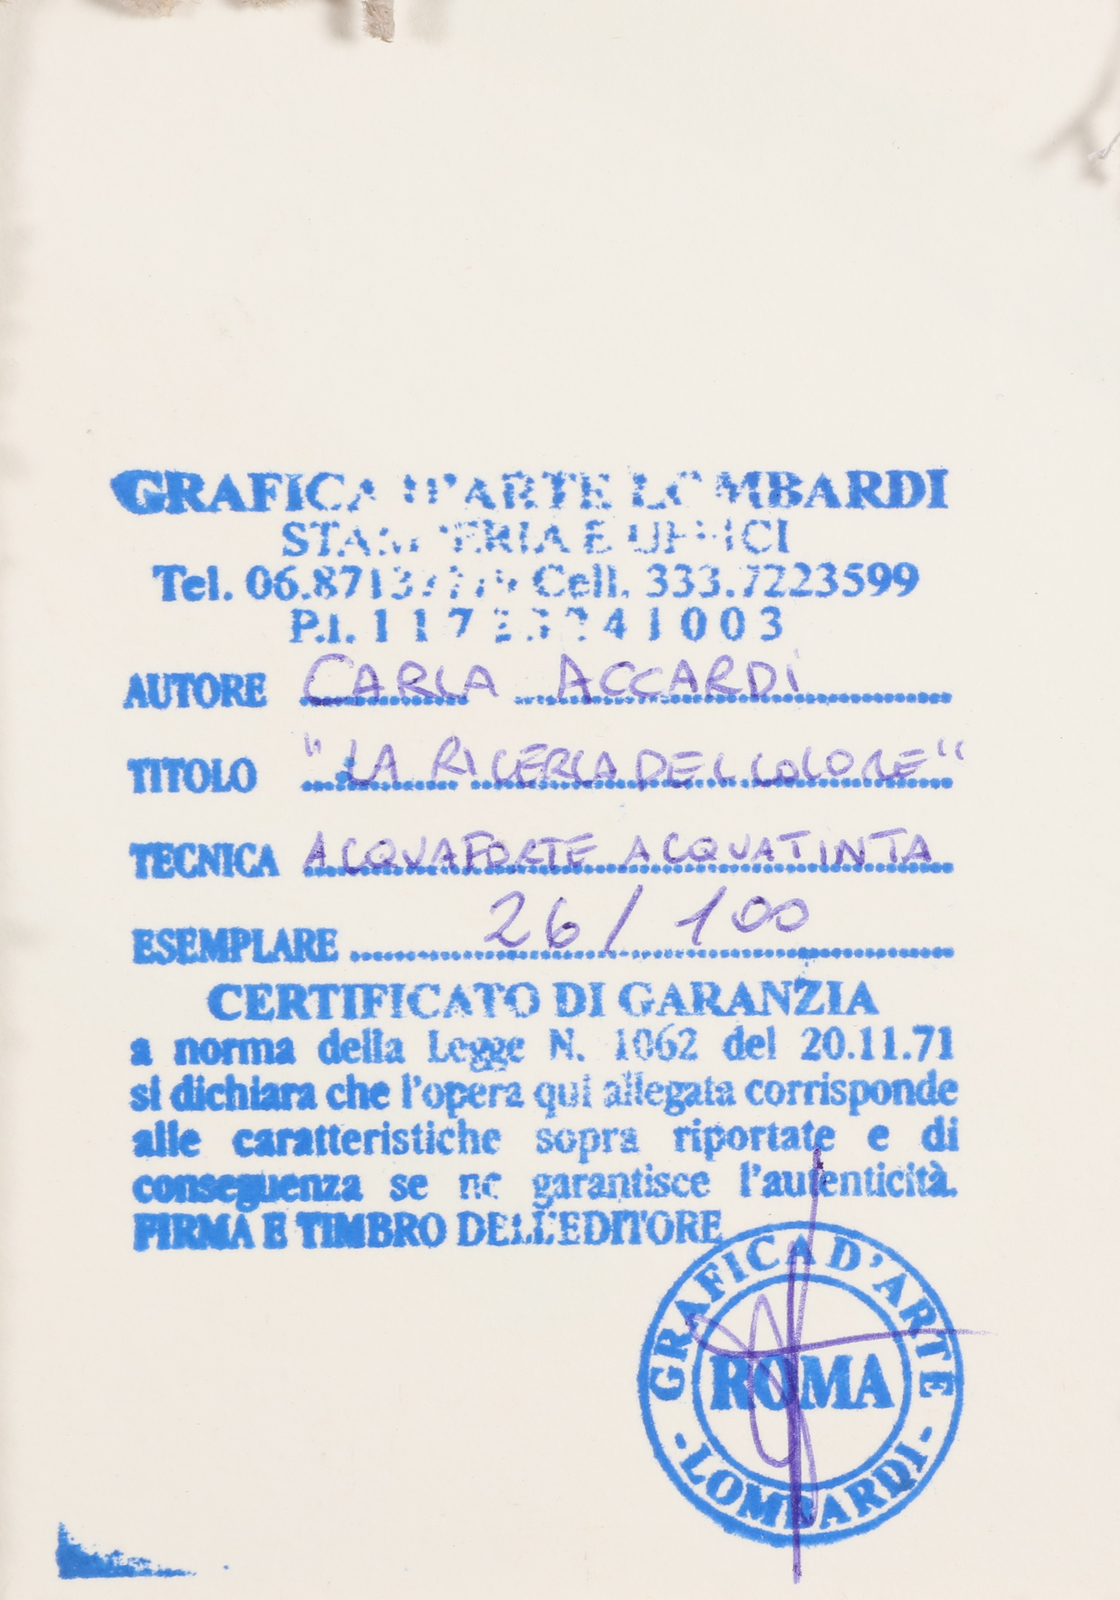 GRAFICA D'ARTE LOMBARDI
STAMPERIA E UFFICI
Tel. Cell. 333.7223599
P.I.
AUTORE CARLA ACCARDI
TITOLO "LA RICERCA DEL COLORE"
TECNICA ACQUAFORTE ACQUATINTA
ESEMPLARE 26/100
CERTIFICATO DI GARANZIA
a norma della Legge N. 1062 del 20.11.71
si dichiara che l'opera qui allegata corrisponde
alle caratteristiche sopra riportate e di
conseguenza se ne garantisce l'autenticità.
FIRMA E TIMBRO DELL'EDITORE
GRAFICA D'ARTE
ROMA
- LOMBARDI -